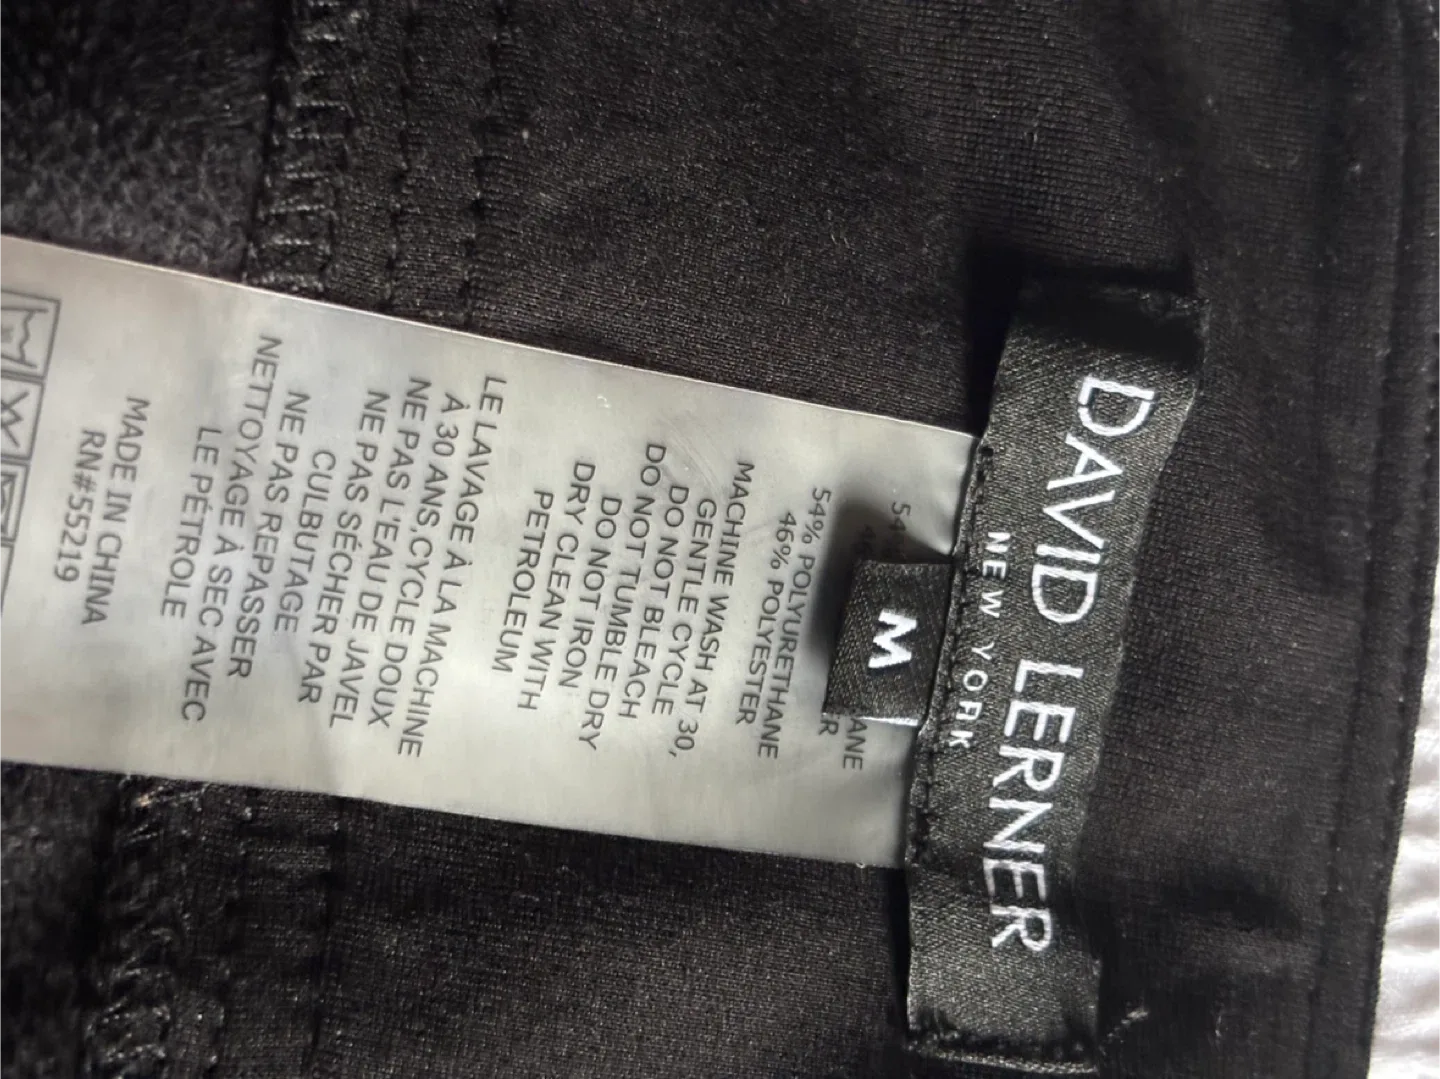 DAVID LERNER
NEW YORK
M
54%
ANE
ER
54% POLYURETHANE
46% POLYESTER
MACHINE WASH AT 30,
GENTLE CYCLE
DO NOT BLEACH
DO NOT TUMBLE DRY
DO NOT IRON
DRY CLEAN WITH
PETROLEUM
LE LAVAGE À LA MACHINE
À 30 ANS,CYCLE DOUX
NE PAS L'EAU DE JAVEL
NE PAS SÉCHER PAR
CULBUTAGE
NE PAS REPASSER
NETTOYAGE À SEC AVEC
LE PÉTROLE
MADE IN CHINA
RN#55219